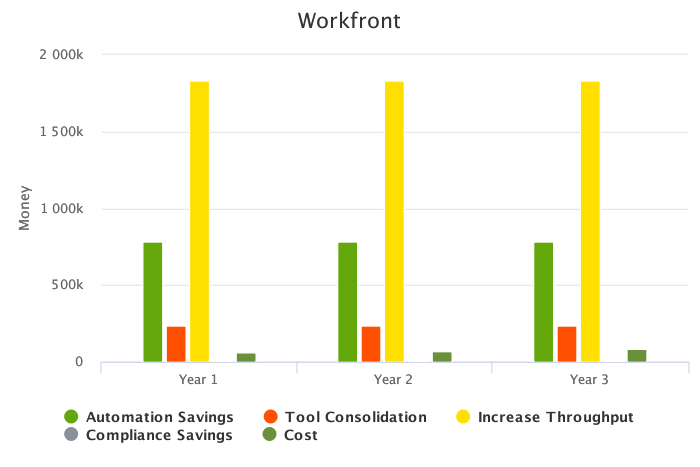 Workfront
2 000k
1 500k
1 000k
500k
0
Money
Year 1 Year 2 Year 3
Automation Savings Tool Consolidation Increase Throughput
Compliance Savings Cost